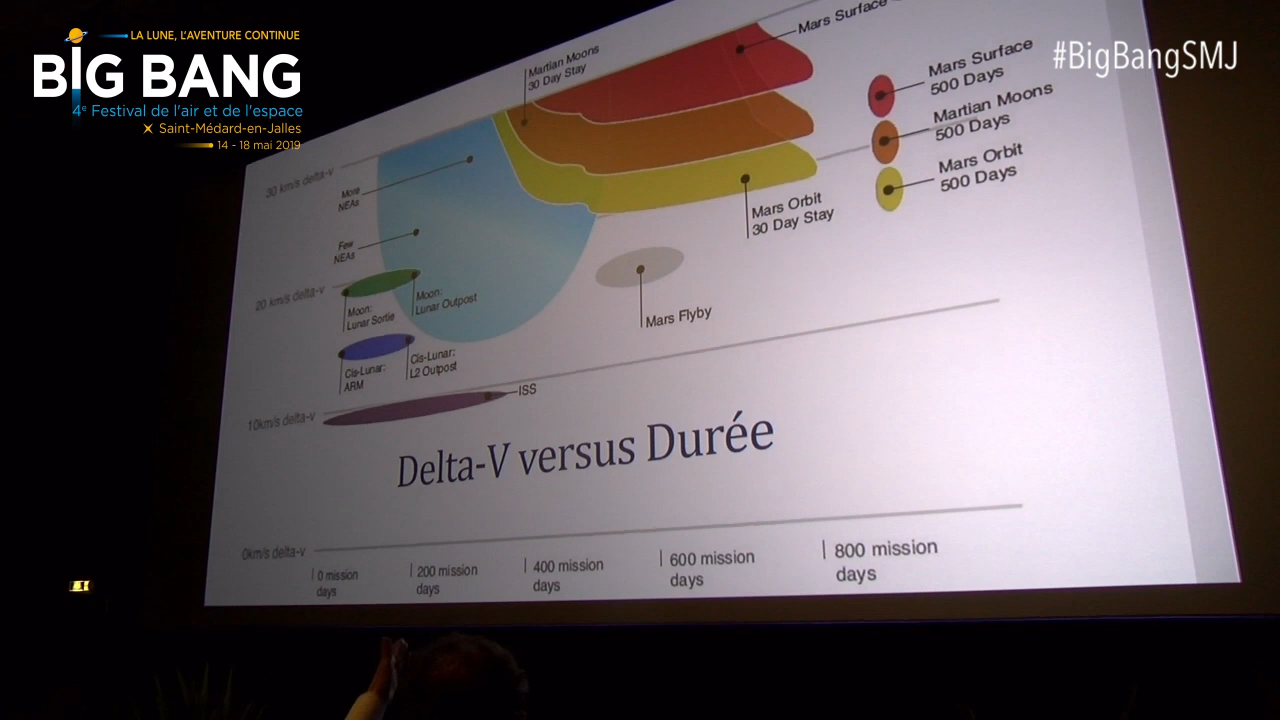 LA LUNE, L'AVENTURE CONTINUE
BIG BANG
4e Festival de l'air et de l'espace
Saint-Médard-en-Jalles
14 - 18 mai 2019
#BigBangSMJ
Martian Moons
30 Day Stay
Mars Surface
Mars Surface
500 Days
Martian Moons
500 Days
Mars Orbit
500 Days
30 km/s delta-v
More
NEAs
Few
NEAs
Mars Orbit
30 Day Stay
20 km/s delta-v
Moon:
Lunar Sortie
Moon:
Lunar Outpost
Mars Flyby
Cis-Lunar:
ARM
Cis-Lunar:
L2 Outpost
ISS
10km/s delta-v
Delta-V versus Durée
0km/s delta-v
0 mission
days
200 mission
days
400 mission
days
600 mission
days
800 mission
days